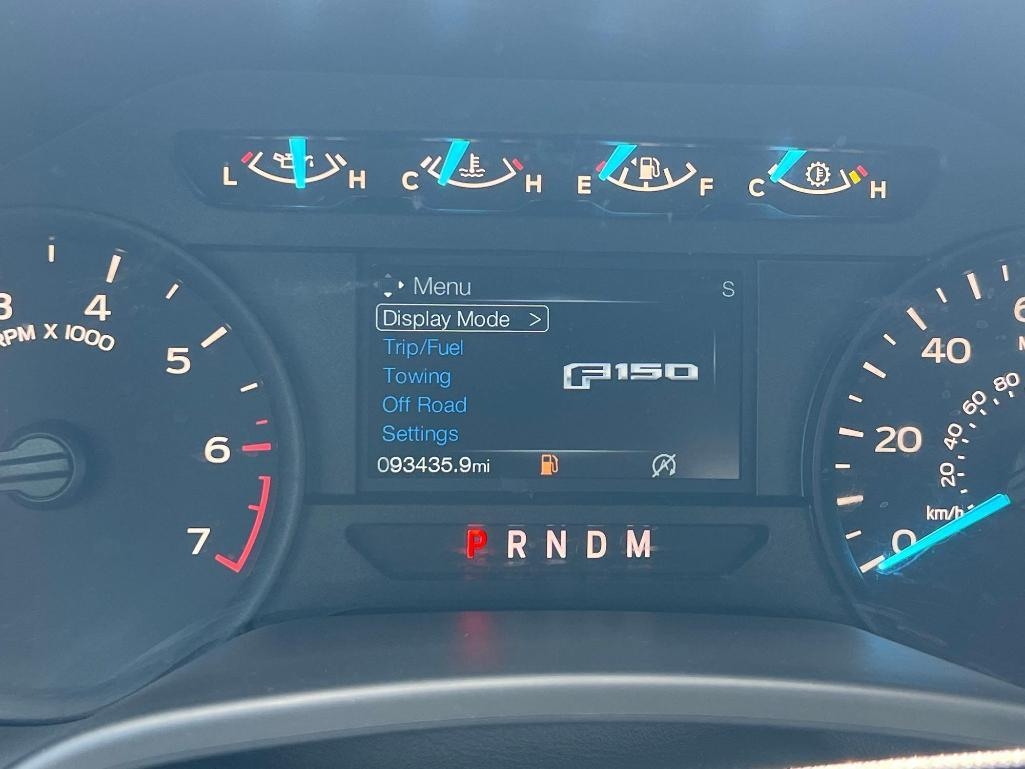 L H C H E F C H
Menu S
Display Mode >
Trip/Fuel
Towing
Off Road
Settings
F150
093435.9mi
P R N D M
3 4 5 6 7
RPM X 1000
0 20 40
20 40 60 80
km/h